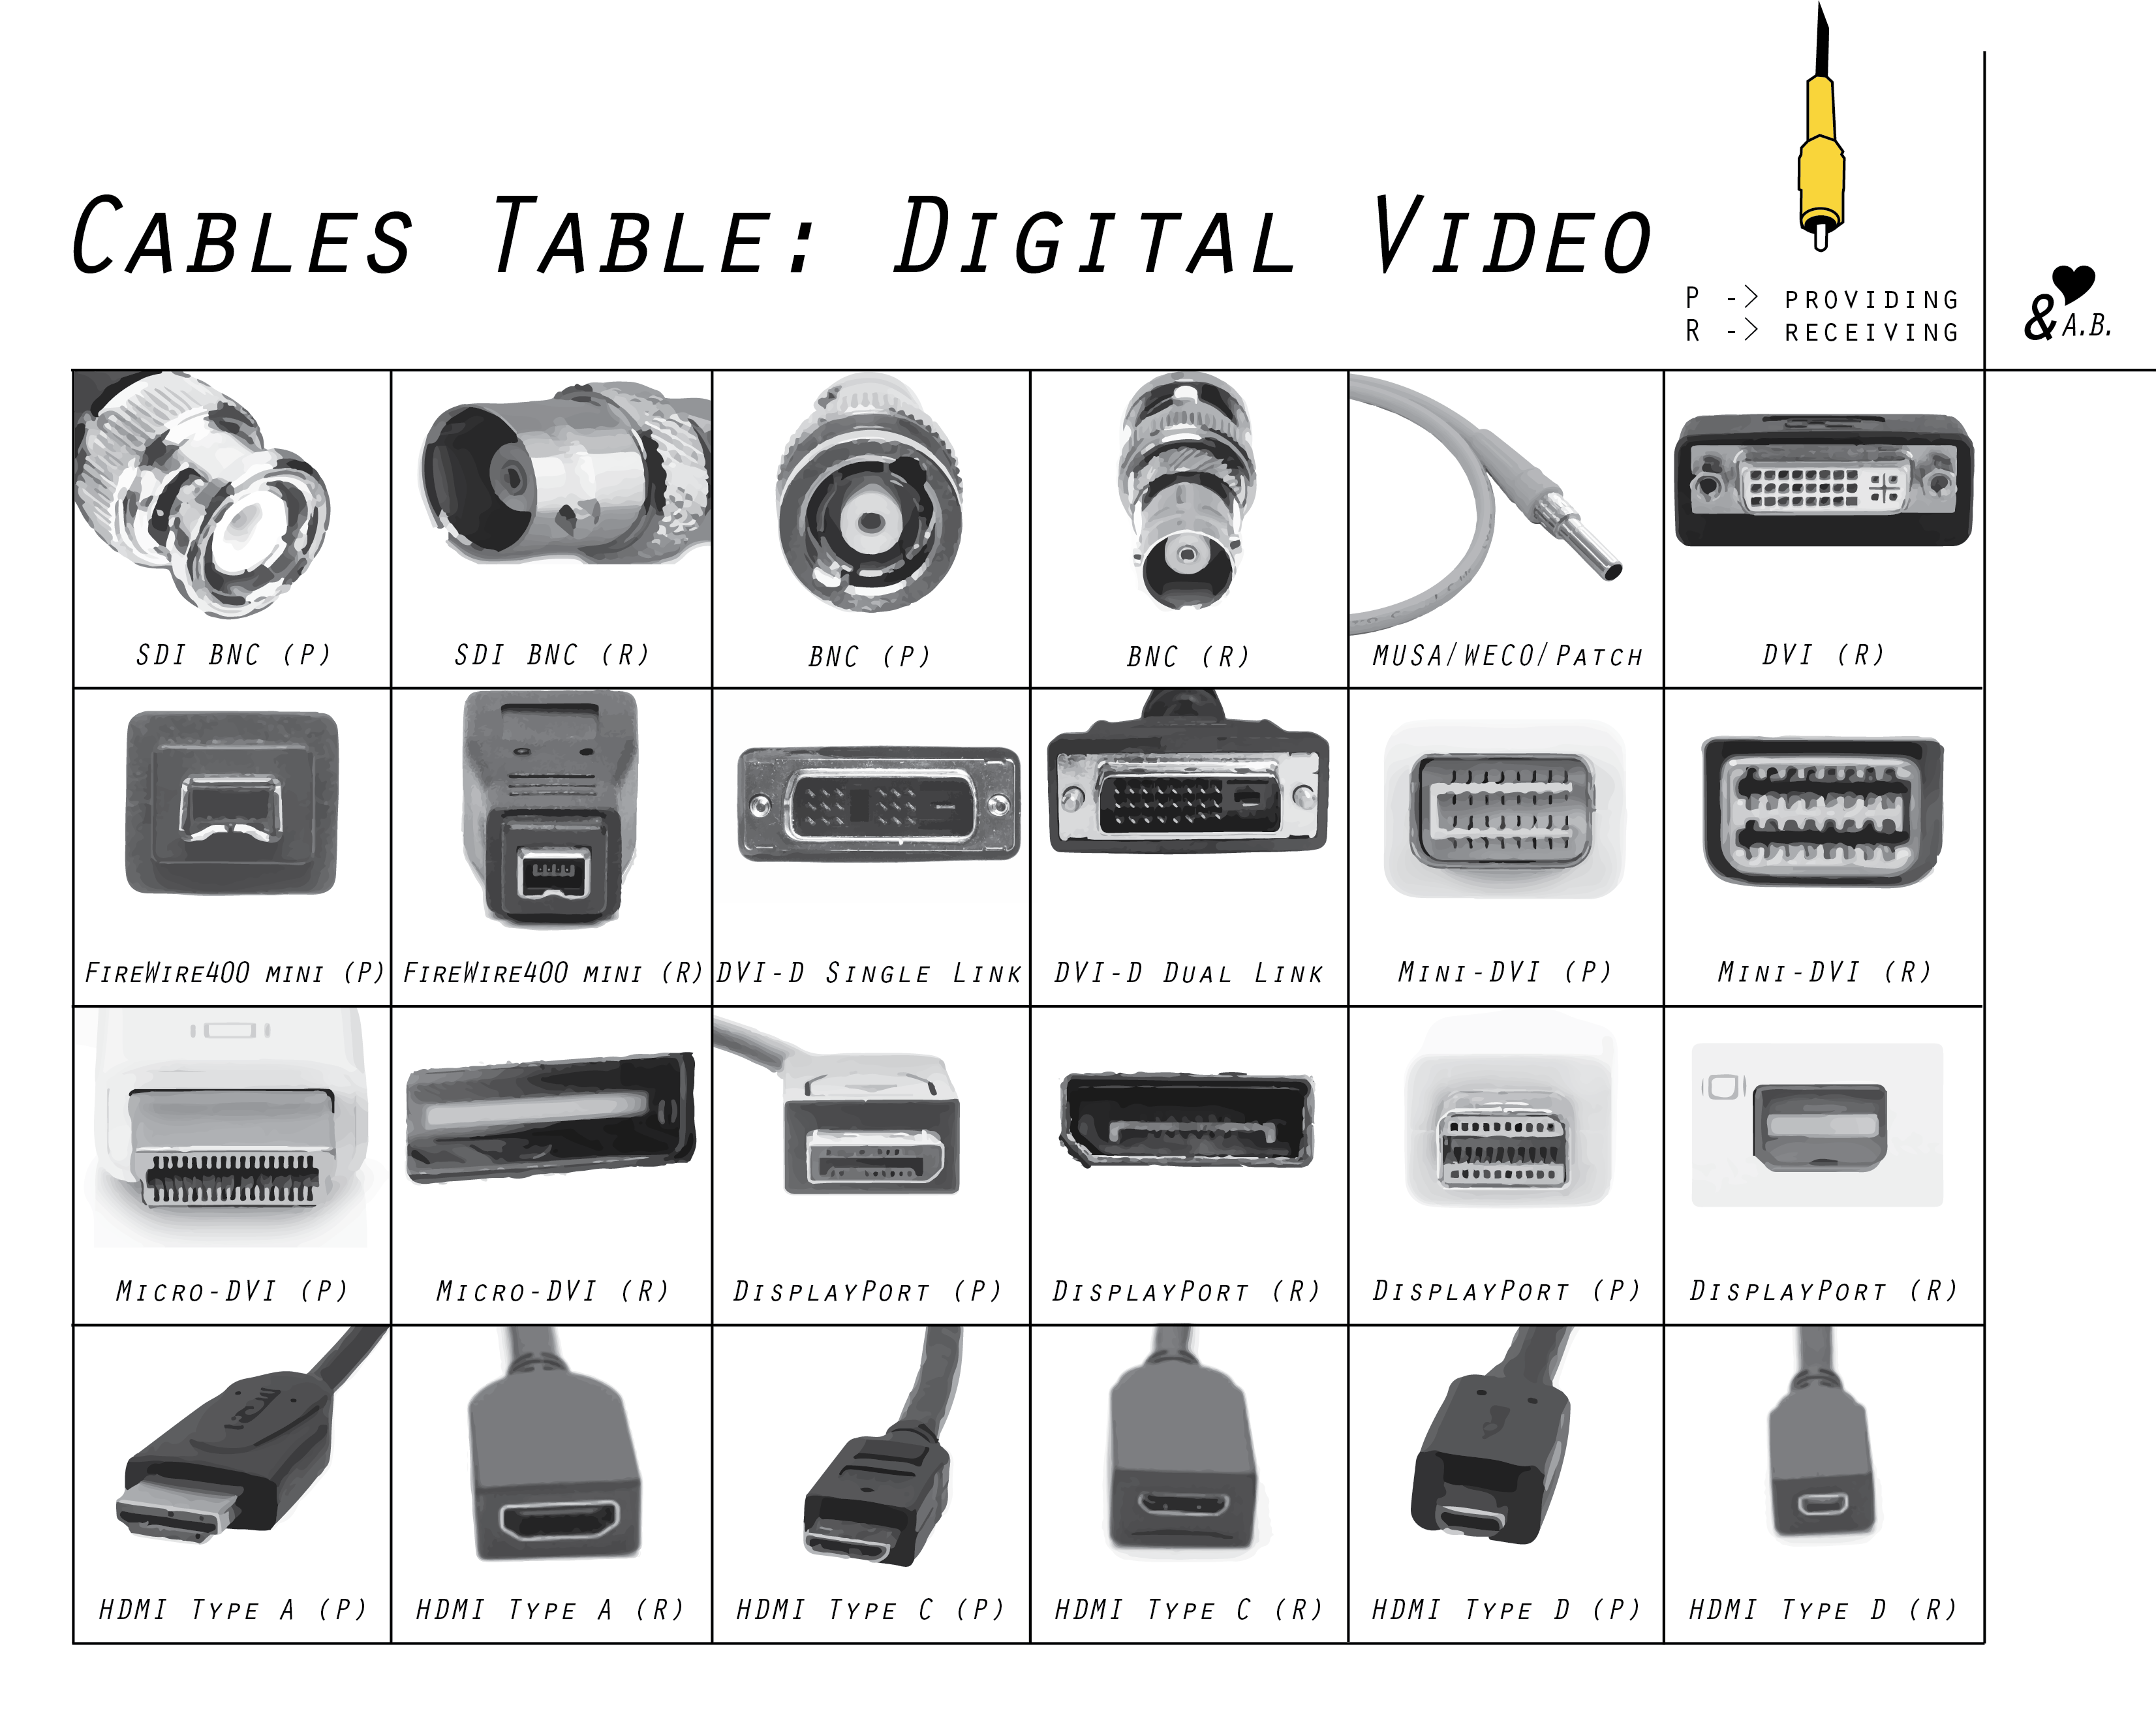 Cables Table: Digital Video
P -> providing
R -> receiving
& A.B.
SDI BNC (P)
SDI BNC (R)
BNC (P)
BNC (R)
MUSA/WECO/Patch
DVI (R)
FireWire400 mini (P)
FireWire400 mini (R)
DVI-D Single Link
DVI-D Dual Link
Mini-DVI (P)
Mini-DVI (R)
Micro-DVI (P)
Micro-DVI (R)
DisplayPort (P)
DisplayPort (R)
DisplayPort (P)
DisplayPort (R)
HDMI Type A (P)
HDMI Type A (R)
HDMI Type C (P)
HDMI Type C (R)
HDMI Type D (P)
HDMI Type D (R)